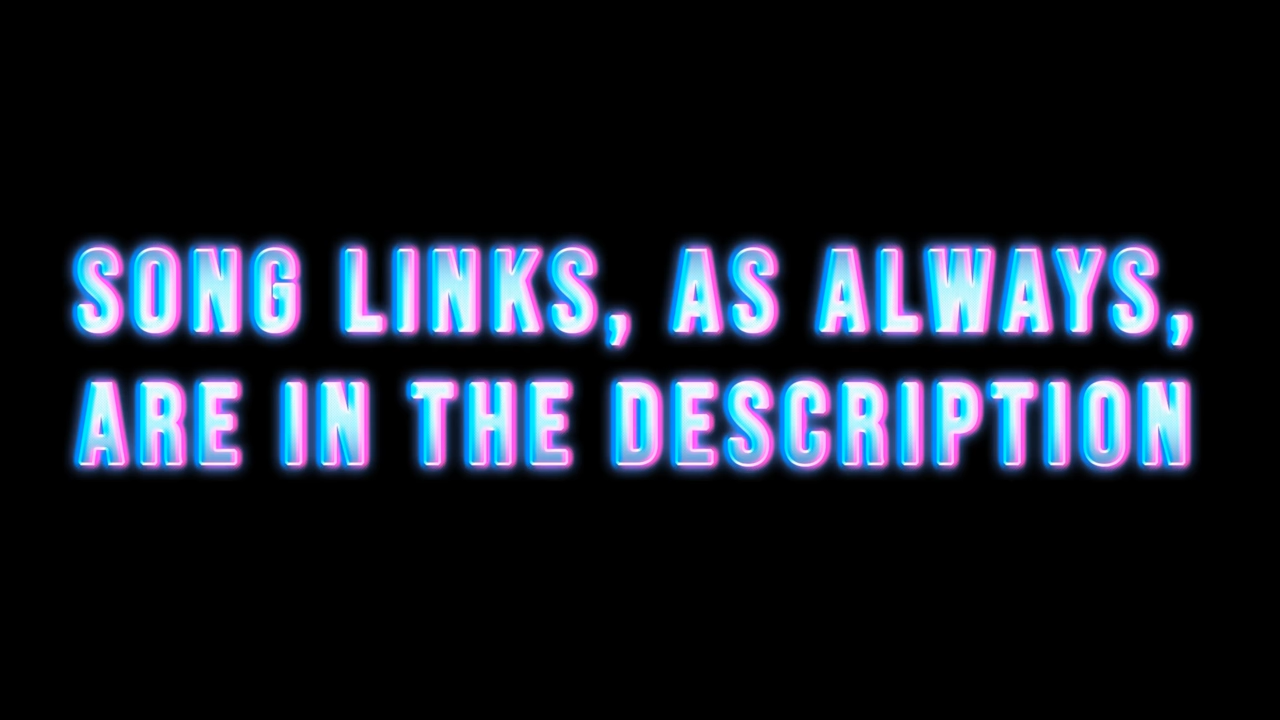 SONG LINKS, AS ALWAYS,
ARE IN THE DESCRIPTION